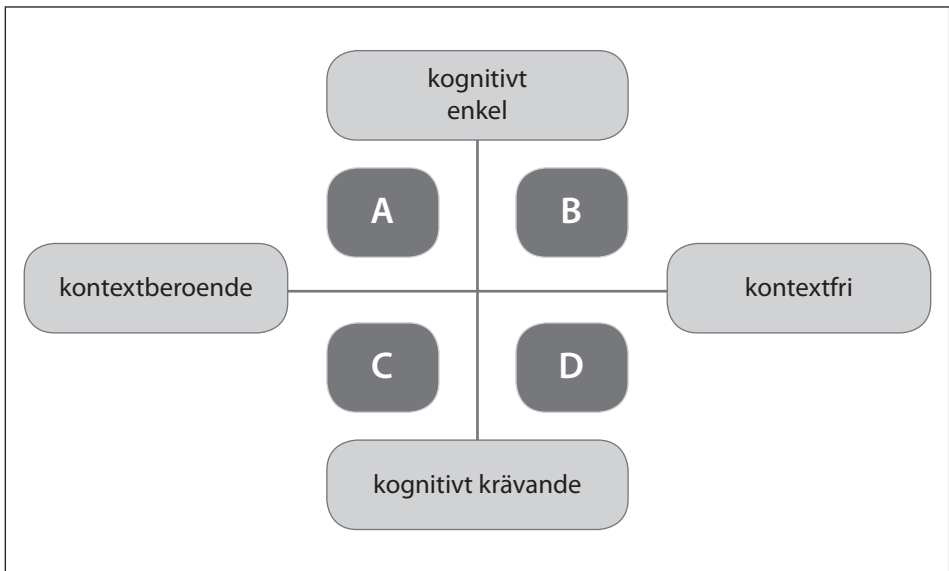 kognitivt
enkel
A
B
kontextberoende
kontextfri
C
D
kognitivt krävande